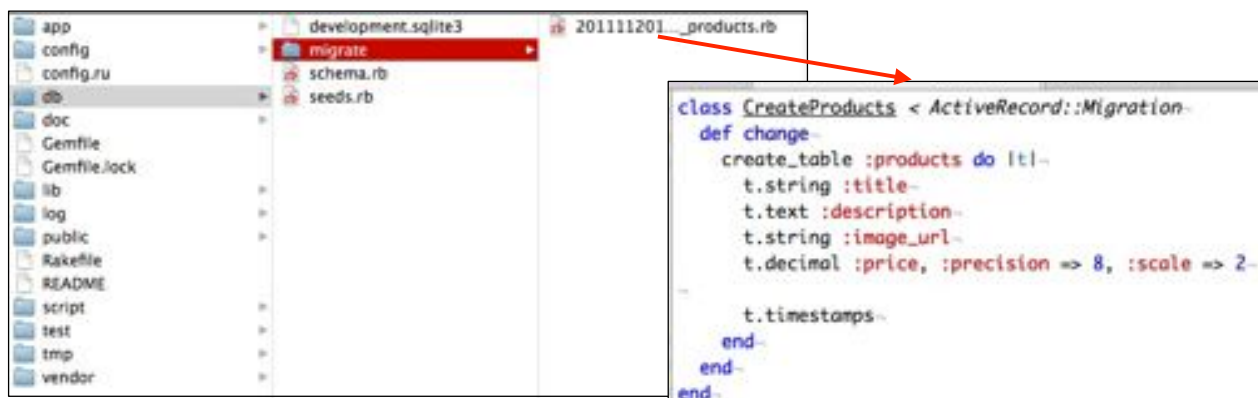 app
config
config.ru
db
doc
Gemfile
Gemfile.lock
lib
log
public
Rakefile
README
script
test
tmp
vendor
development.sqlite3
migrate
schema.rb
seeds.rb
201111201..._products.rb
class CreateProducts < ActiveRecord::Migration
def change
create_table :products do |t|
t.string :title
t.text :description
t.string :image_url
t.decimal :price, :precision => 8, :scale => 2
t.timestamps
end
end
end